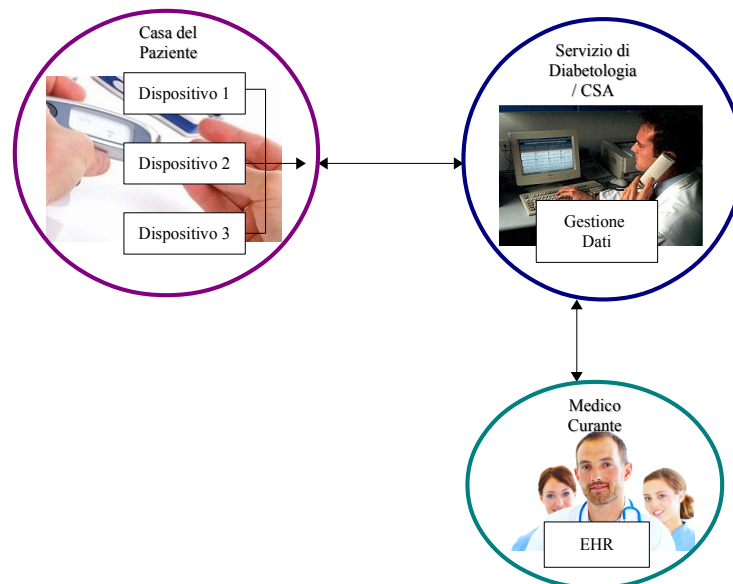 Casa del
Paziente
Dispositivo 1
Dispositivo 2
Dispositivo 3
Servizio di
Diabetologia
/ CSA
Gestione
Dati
Medico
Curante
EHR